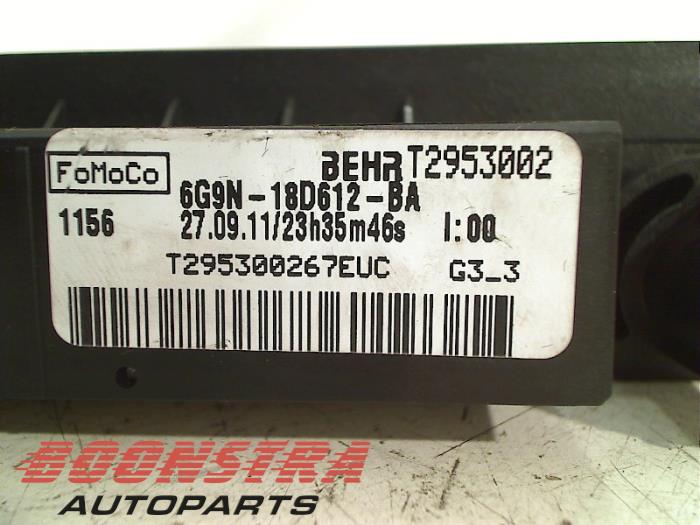 FoMoCo BEHR T2953002
6G9N-18D612-BA
1156 27.09.11/23h35m46s I:00
T295300267EUC G3_3
BOONSTRA
AUTOPARTS